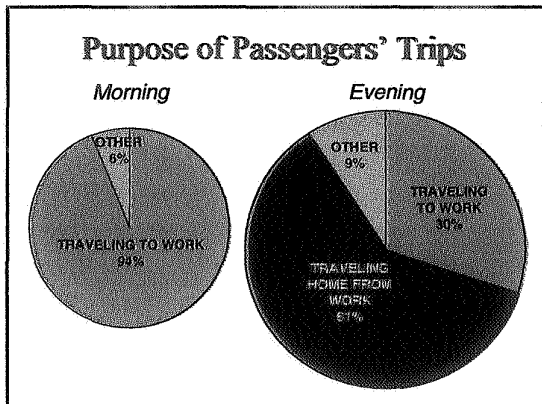 Purpose of Passengers' Trips
Morning
Evening
OTHER
6%
TRAVELING TO WORK
94%
OTHER
9%
TRAVELING
TO WORK
30%
TRAVELING
HOME FROM
WORK
61%